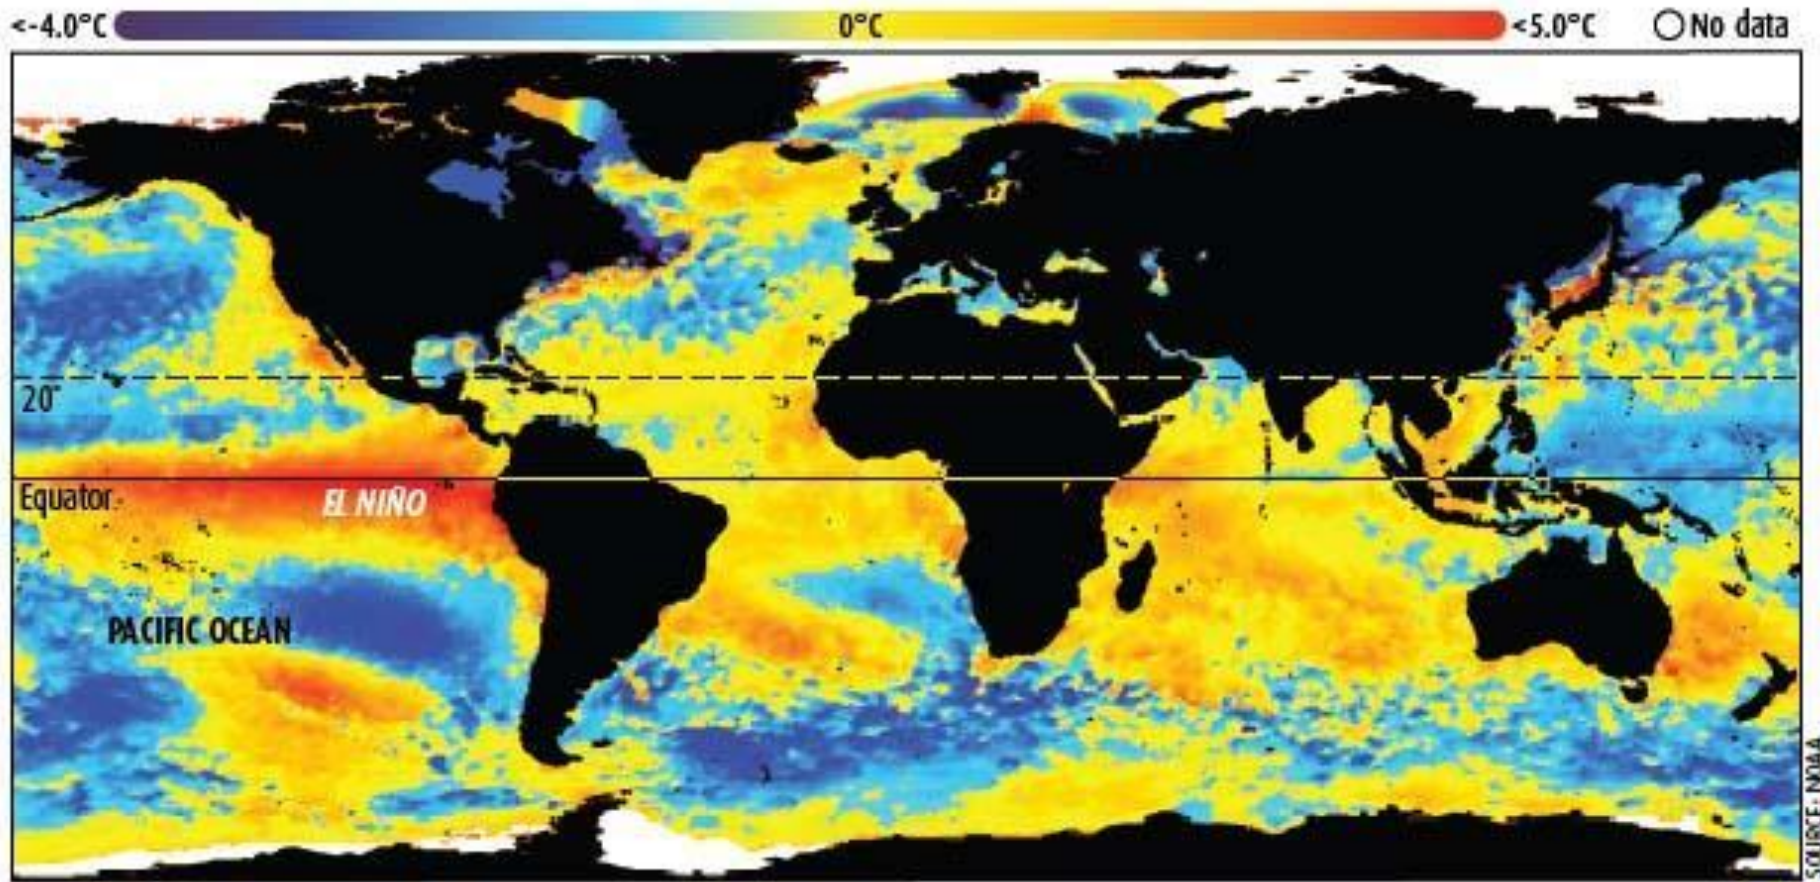 <-4.0°C 0°C <5.0°C No data
20°
Equator
EL NIÑO
PACIFIC OCEAN
SOURCE: NOAA